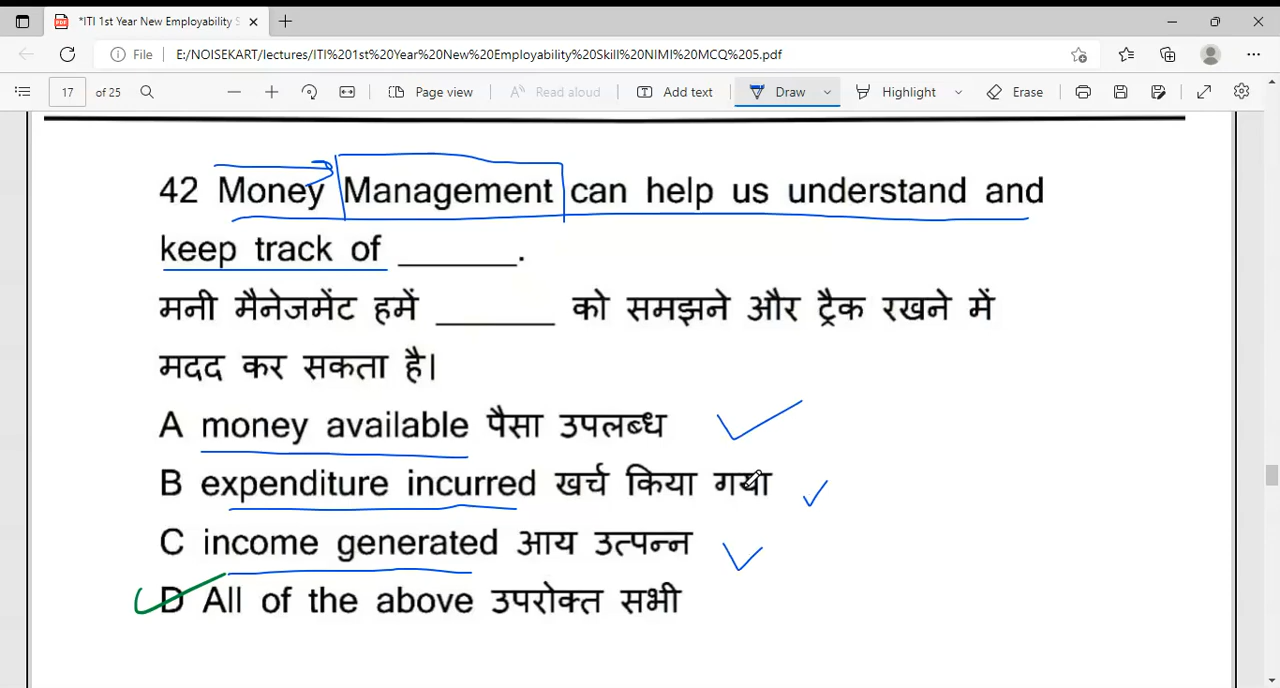 *ITI 1st Year New Employability S
File E:/NOISEKART/lectures/ITI%201st%20Year%20New%20Employability%20Skill%20NIMI%20MCQ%205.pdf
17 of 25 Page view Read aloud Add text Draw Highlight Erase
42 Money Management can help us understand and
keep track of _______.
मनी मैनेजमेंट हमें _______ को समझने और ट्रैक रखने में
मदद कर सकता है।
A money available पैसा उपलब्ध
B expenditure incurred खर्च किया गया
C income generated आय उत्पन्न
D All of the above उपरोक्त सभी